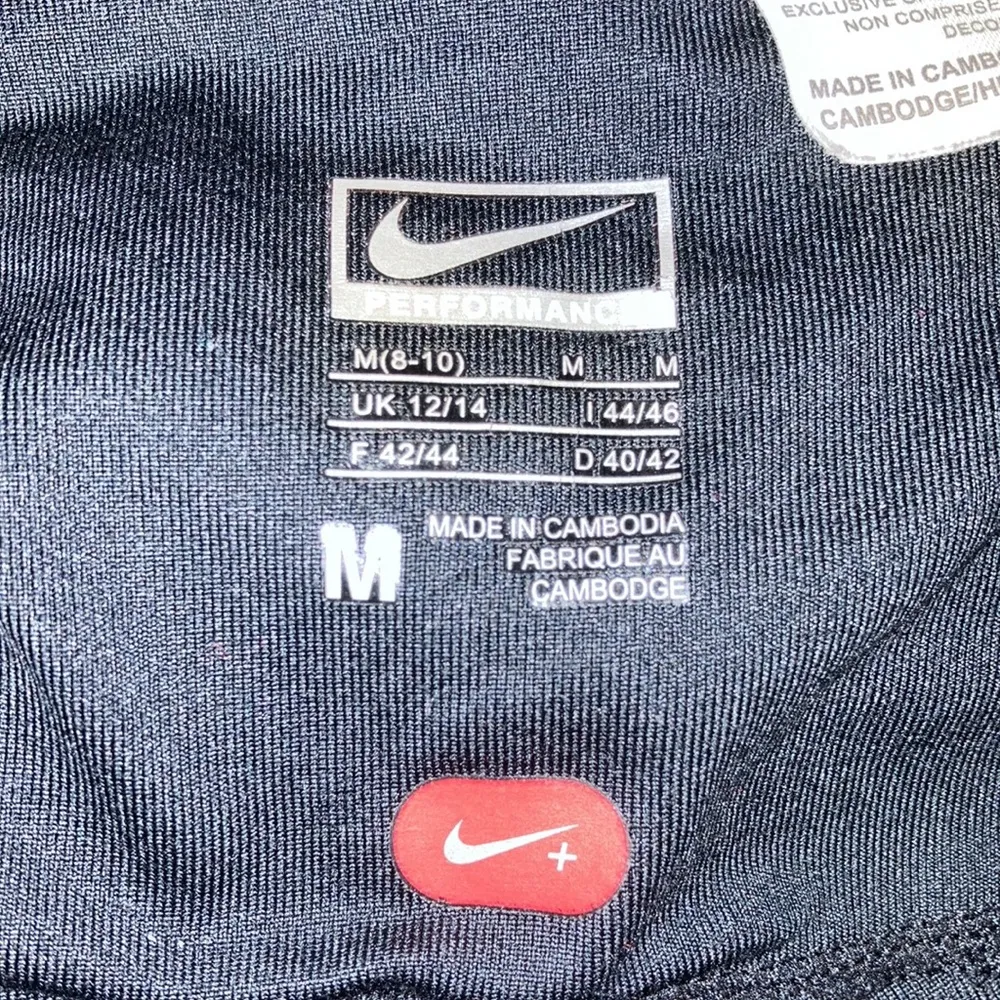 EXCLUSIVE
NON COMPRISE
DECO
MADE IN CAMB
CAMBODGE/H
PERFORMANC
M(8-10) M M
UK 12/14 I 44/46
F 42/44 D 40/42
M
MADE IN CAMBODIA
FABRIQUE AU
CAMBODGE
+